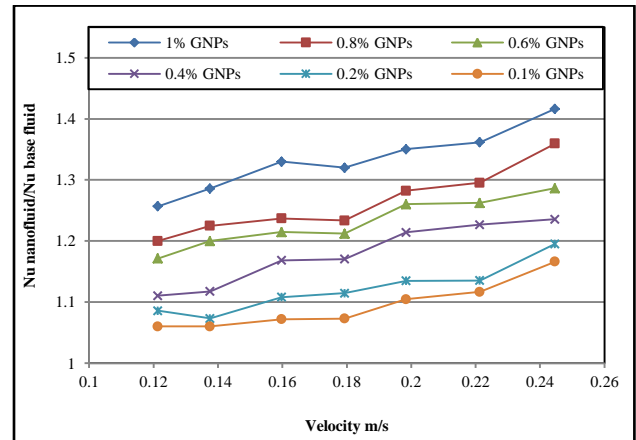 1% GNPs 0.8% GNPs 0.6% GNPs
0.4% GNPs 0.2% GNPs 0.1% GNPs
1.5
1.4
1.3
1.2
1.1
1
Nu nanofluid/Nu base fluid
0.1 0.12 0.14 0.16 0.18 0.2 0.22 0.24 0.26
Velocity m/s